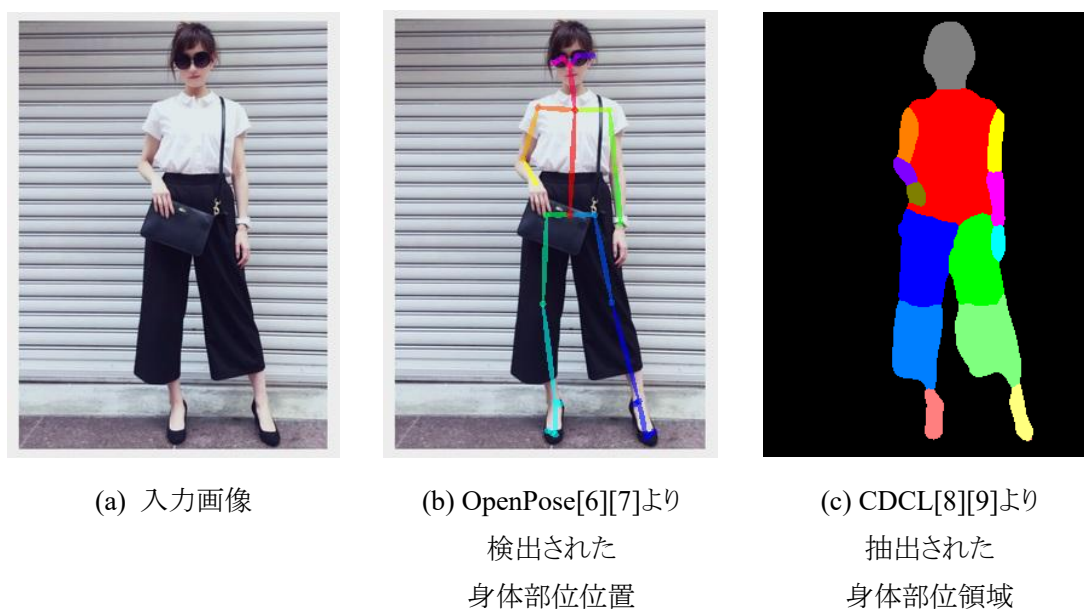 (a) 入力画像
(b) OpenPose[6][7]より
検出された
身体部位位置
(c) CDCL[8][9]より
抽出された
身体部位領域